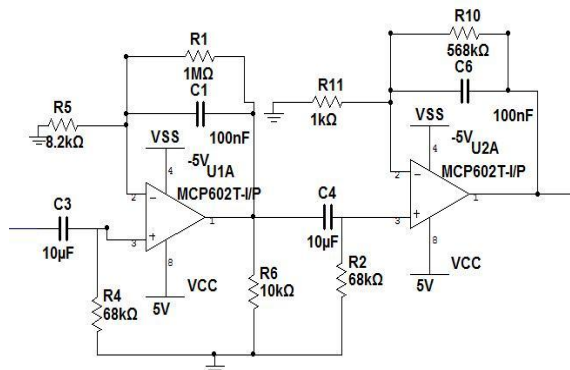 R1
1MΩ
C1
100nF
R5
8.2kΩ
VSS
-5V
4
U1A
MCP602T-I/P
2
3
1
8
C3
10µF
R4
68kΩ
VCC
5V
R6
10kΩ
C4
10µF
R2
68kΩ
R10
568kΩ
C6
100nF
R11
1kΩ
VSS
-5V
4
U2A
MCP602T-I/P
2
3
1
8
VCC
5V